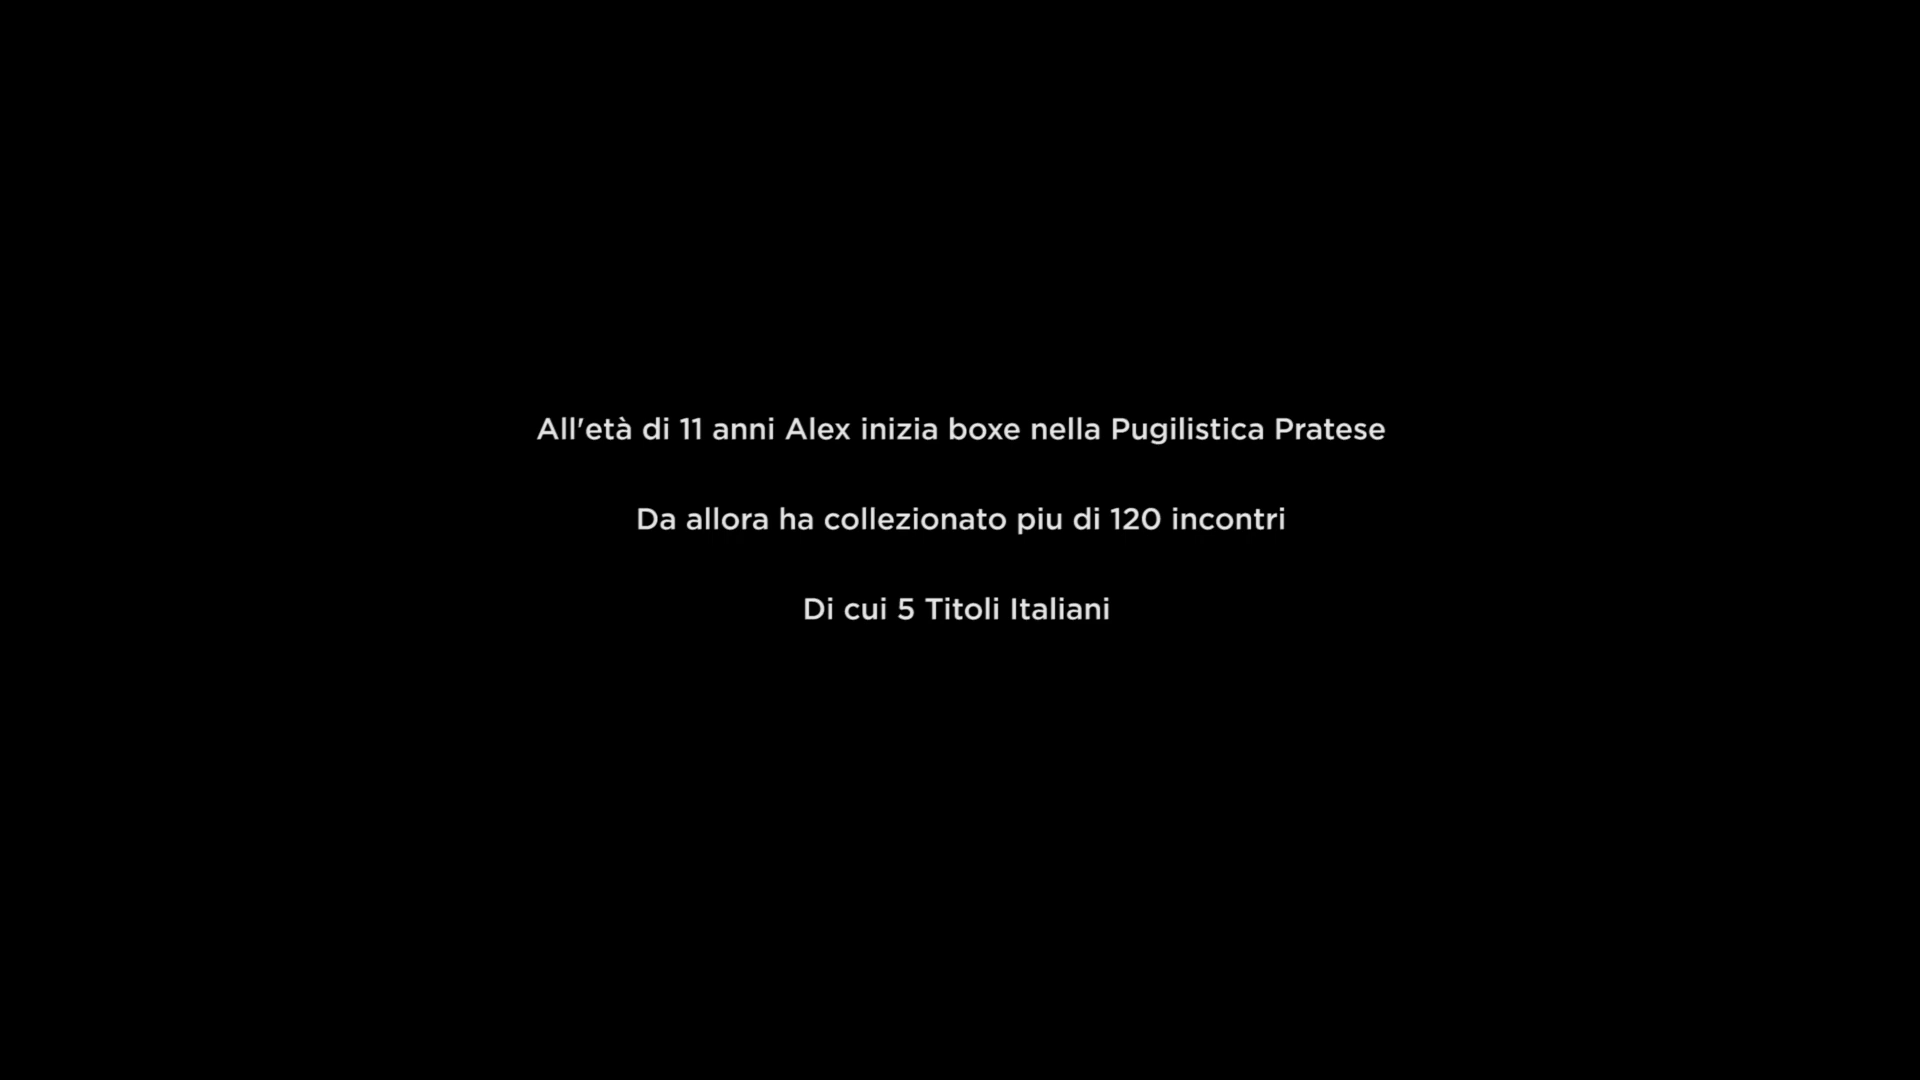 All'età di 11 anni Alex inizia boxe nella Pugilistica Pratese
Da allora ha collezionato piu di 120 incontri
Di cui 5 Titoli Italiani